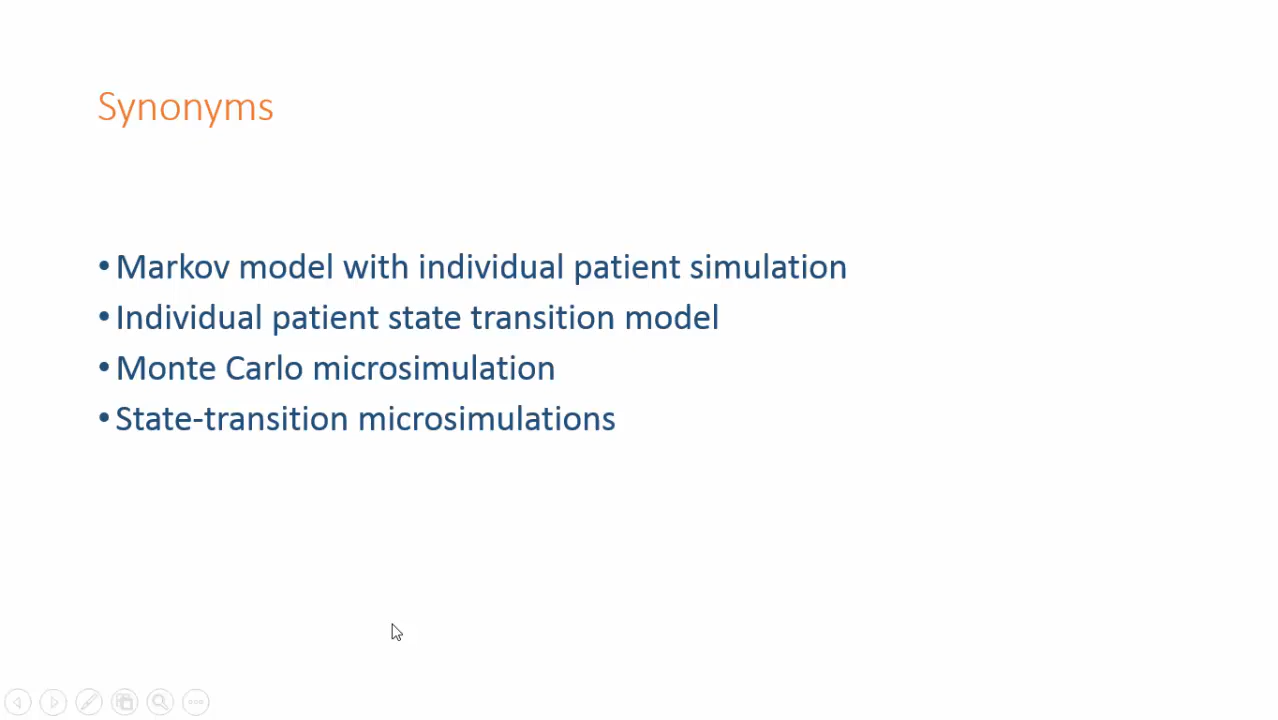 Synonyms
• Markov model with individual patient simulation
• Individual patient state transition model
• Monte Carlo microsimulation
• State-transition microsimulations